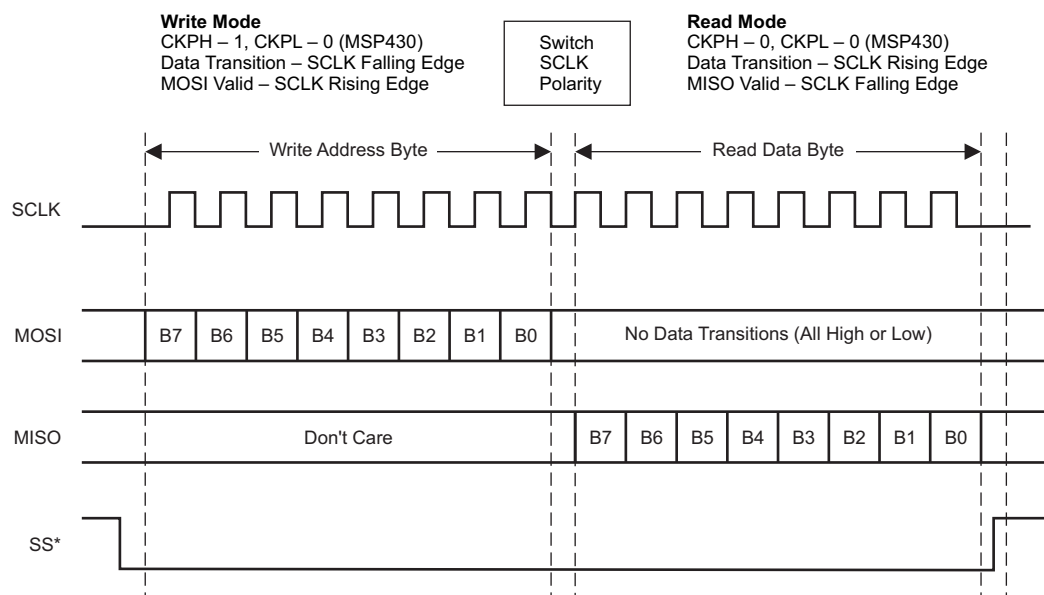 Write Mode
CKPH – 1, CKPL – 0 (MSP430)
Data Transition – SCLK Falling Edge
MOSI Valid – SCLK Rising Edge
Switch
SCLK
Polarity
Read Mode
CKPH – 0, CKPL – 0 (MSP430)
Data Transition – SCLK Rising Edge
MISO Valid – SCLK Falling Edge
Write Address Byte
Read Data Byte
SCLK
MOSI
B7 B6 B5 B4 B3 B2 B1 B0
No Data Transitions (All High or Low)
MISO
Don't Care
B7 B6 B5 B4 B3 B2 B1 B0
SS*